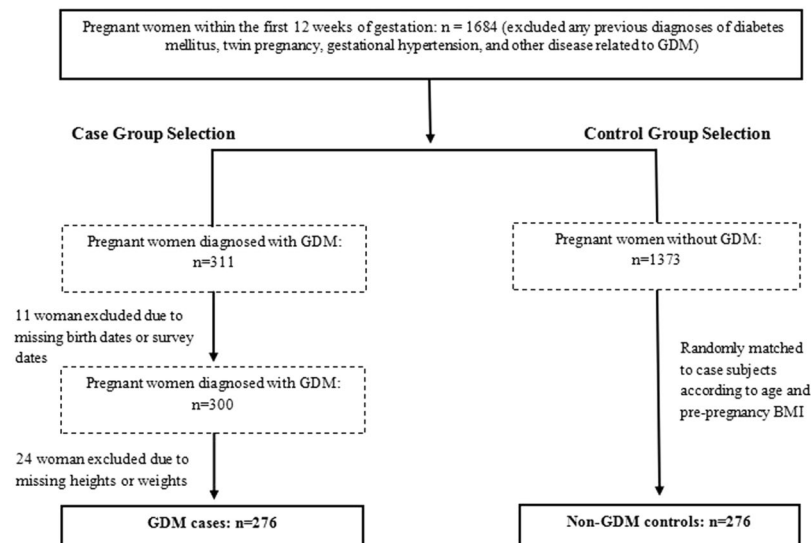 Pregnant women within the first 12 weeks of gestation: n = 1684 (excluded any previous diagnoses of diabetes
mellitus, twin pregnancy, gestational hypertension, and other disease related to GDM)
Case Group Selection
Control Group Selection
Pregnant women diagnosed with GDM:
n=311
Pregnant women without GDM:
n=1373
11 woman excluded due to
missing birth dates or survey
dates
Randomly matched
to case subjects
according to age and
pre-pregnancy BMI
Pregnant women diagnosed with GDM:
n=300
24 woman excluded due to
missing heights or weights
GDM cases: n=276
Non-GDM controls: n=276